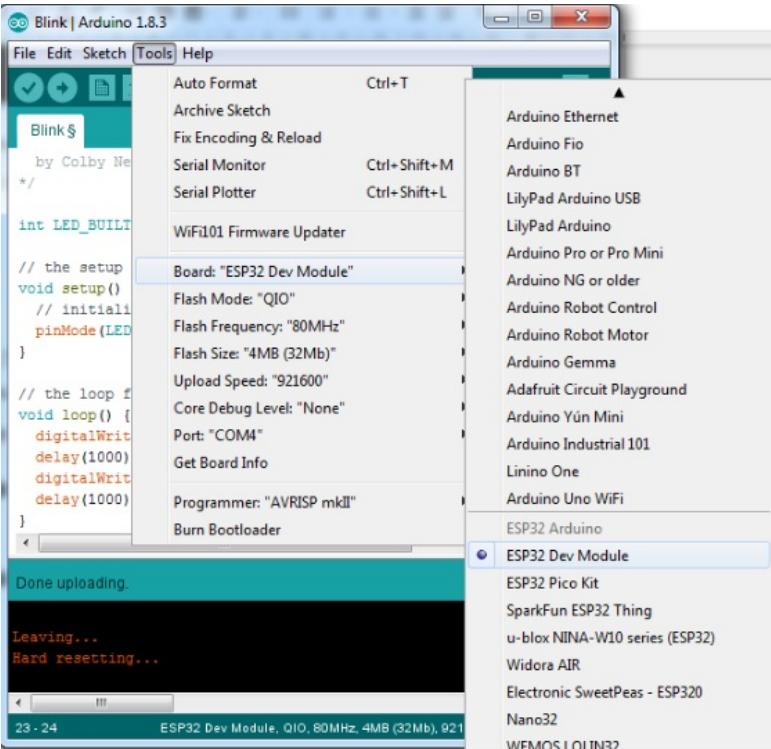 Blink | Arduino 1.8.3
File Edit Sketch Tools Help
Blink §
by Colby Ne
*/
int LED_BUILT
// the setup
void setup()
// initiali
pinMode(LED
}
// the loop f
void loop() {
digitalWrit
delay(1000)
digitalWrit
delay(1000)
}
Done uploading.
Leaving...
Hard resetting...
23 - 24
ESP32 Dev Module, QIO, 80MHz, 4MB (32Mb), 921
Auto Format Ctrl+T
Archive Sketch
Fix Encoding & Reload
Serial Monitor Ctrl+Shift+M
Serial Plotter Ctrl+Shift+L
WiFi101 Firmware Updater
Board: "ESP32 Dev Module"
Flash Mode: "QIO"
Flash Frequency: "80MHz"
Flash Size: "4MB (32Mb)"
Upload Speed: "921600"
Core Debug Level: "None"
Port: "COM4"
Get Board Info
Programmer: "AVRISP mkII"
Burn Bootloader
Arduino Ethernet
Arduino Fio
Arduino BT
LilyPad Arduino USB
LilyPad Arduino
Arduino Pro or Pro Mini
Arduino NG or older
Arduino Robot Control
Arduino Robot Motor
Arduino Gemma
Adafruit Circuit Playground
Arduino Yún Mini
Arduino Industrial 101
Linino One
Arduino Uno WiFi
ESP32 Arduino
ESP32 Dev Module
ESP32 Pico Kit
SparkFun ESP32 Thing
u-blox NINA-W10 series (ESP32)
Widora AIR
Electronic SweetPeas - ESP320
Nano32
WEMOS LOLIN32